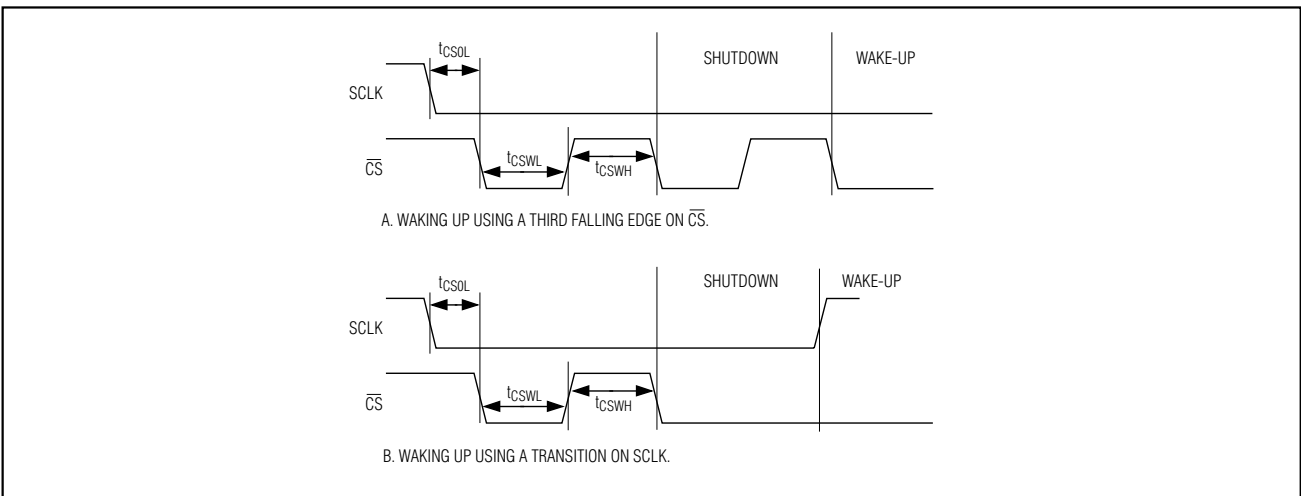 tCS0L
SHUTDOWN
WAKE-UP
SCLK
CS
tCSWL
tCSWH
A. WAKING UP USING A THIRD FALLING EDGE ON CS.
tCS0L
SHUTDOWN
WAKE-UP
SCLK
CS
tCSWL
tCSWH
B. WAKING UP USING A TRANSITION ON SCLK.